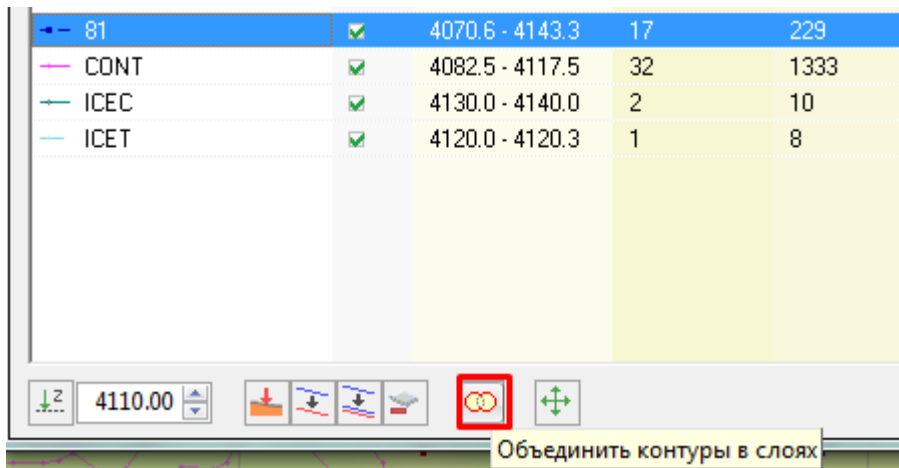 81 4070.6 - 4143.3 17 229
CONT 4082.5 - 4117.5 32 1333
ICEC 4130.0 - 4140.0 2 10
ICET 4120.0 - 4120.3 1 8
Z 4110.00
Объединить контуры в слоях